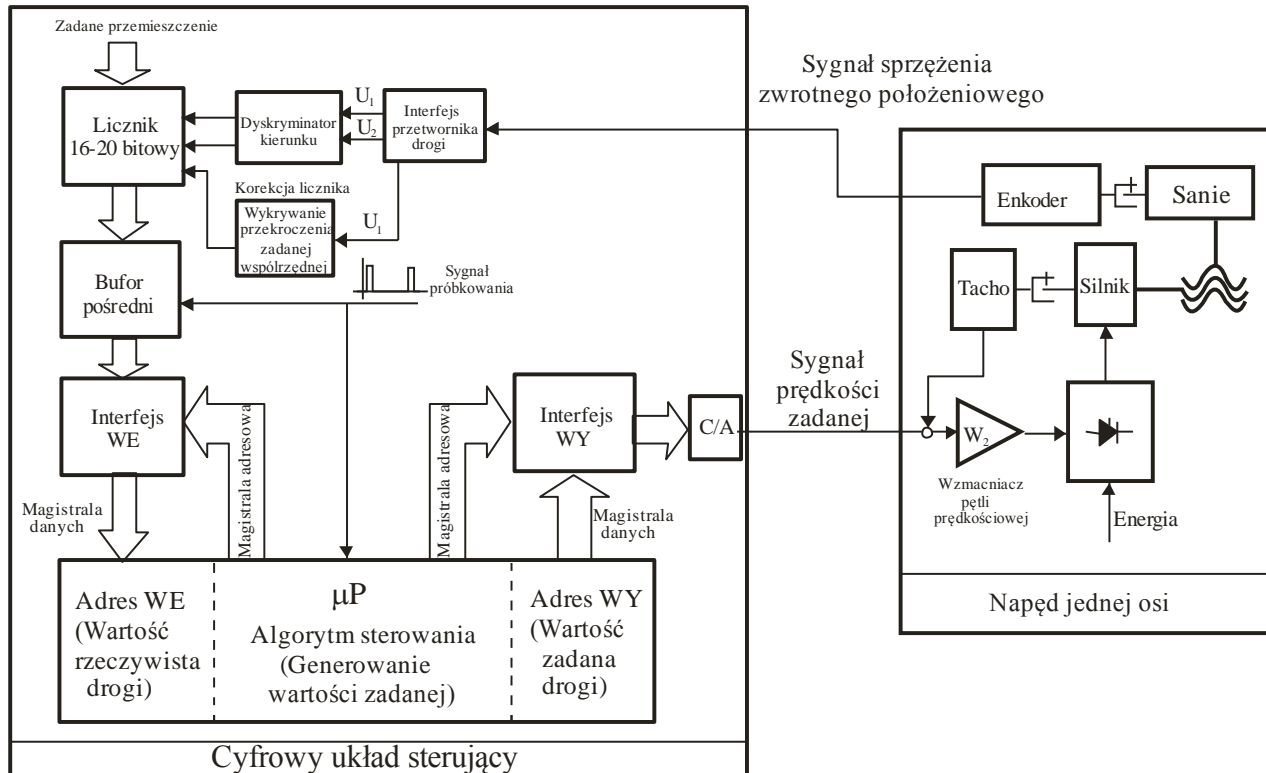 Zadane przemieszczenie
Licznik
16-20 bitowy
Dyskryminator
kierunku
U1
U2
Interfejs
przetwornika
drogi
Korekcja licznika
Wykrywanie
przekroczenia
zadanej
współrzędnej
U1
Bufor
pośredni
Sygnał
próbkowania
Interfejs
WE
Magistrala adresowa
Magistrala adresowa
Interfejs
WY
C/A
Magistrala
danych
Magistrala
danych
Adres WE
(Wartość
rzeczywista
drogi)
μP
Algorytm sterowania
(Generowanie
wartości zadanej)
Adres WY
(Wartość
zadana
drogi)
Cyfrowy układ sterujący
Sygnał sprzężenia
zwrotnego położeniowego
Sygnał
prędkości
zadanej
Enkoder
Sanie
Tacho
Silnik
W2
Wzmacniacz
pętli
prędkościowej
Energia
Napęd jednej osi